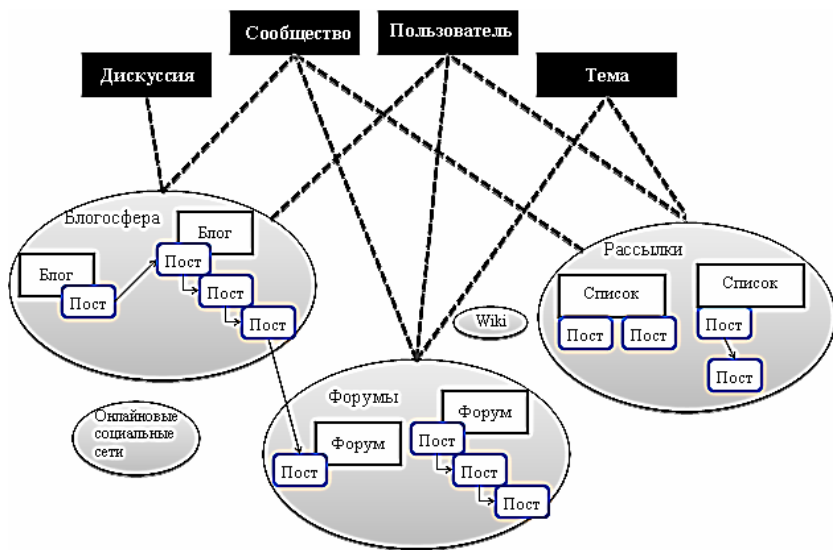 Сообщество
Пользователь
Дискуссия
Тема
Блогосфера
Блог
Блог
Пост
Пост
Пост
Пост
Рассылки
Список
Список
Пост
Пост
Пост
Пост
Wiki
Форумы
Форум
Форум
Пост
Пост
Пост
Пост
Онлайновые
социальные
сети